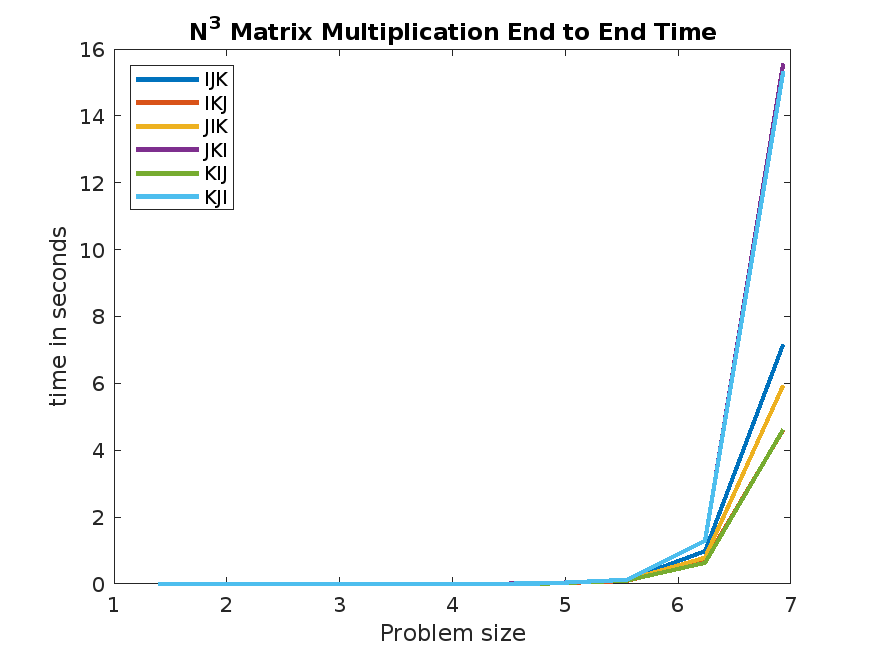 N³ Matrix Multiplication End to End Time
16
14
12
10
8
6
4
2
0
time in seconds
IJK
IKJ
JIK
JKI
KIJ
KJI
1 2 3 4 5 6 7
Problem size